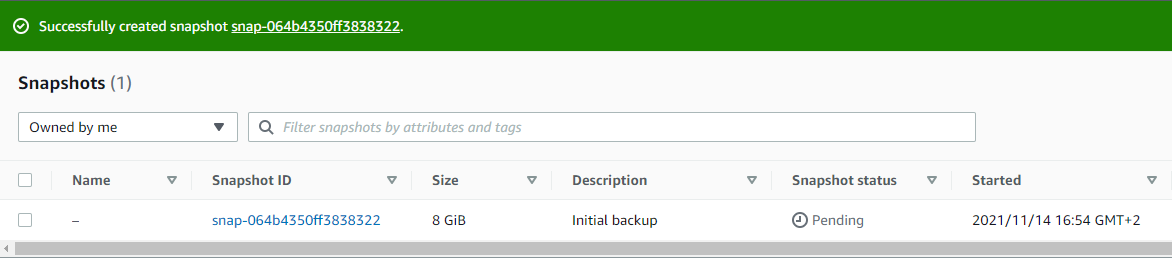 Successfully created snapshot snap-064b4350ff3838322.
Snapshots (1)
Owned by me
Filter snapshots by attributes and tags
Name Snapshot ID Size Description Snapshot status Started
– snap-064b4350ff3838322 8 GiB Initial backup Pending 2021/11/14 16:54 GMT+2